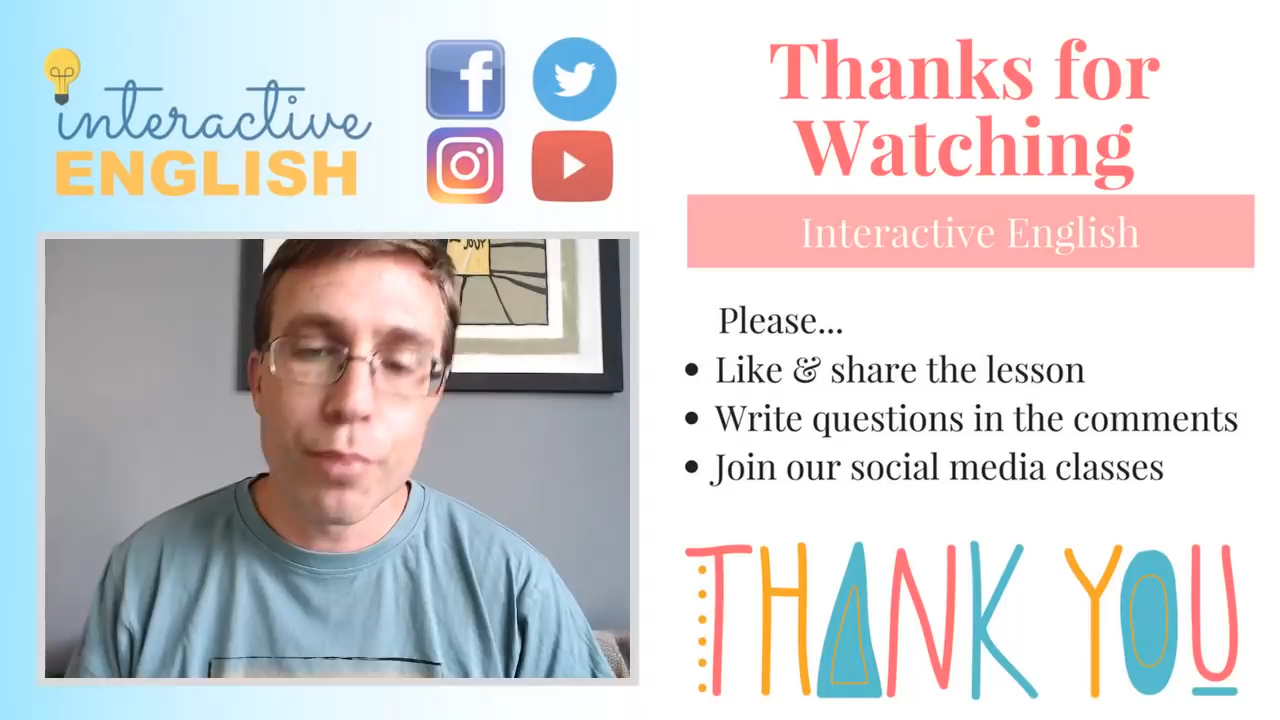 interactive
ENGLISH
Thanks for
Watching
Interactive English
Please...
• Like & share the lesson
• Write questions in the comments
• Join our social media classes
THANK YOU